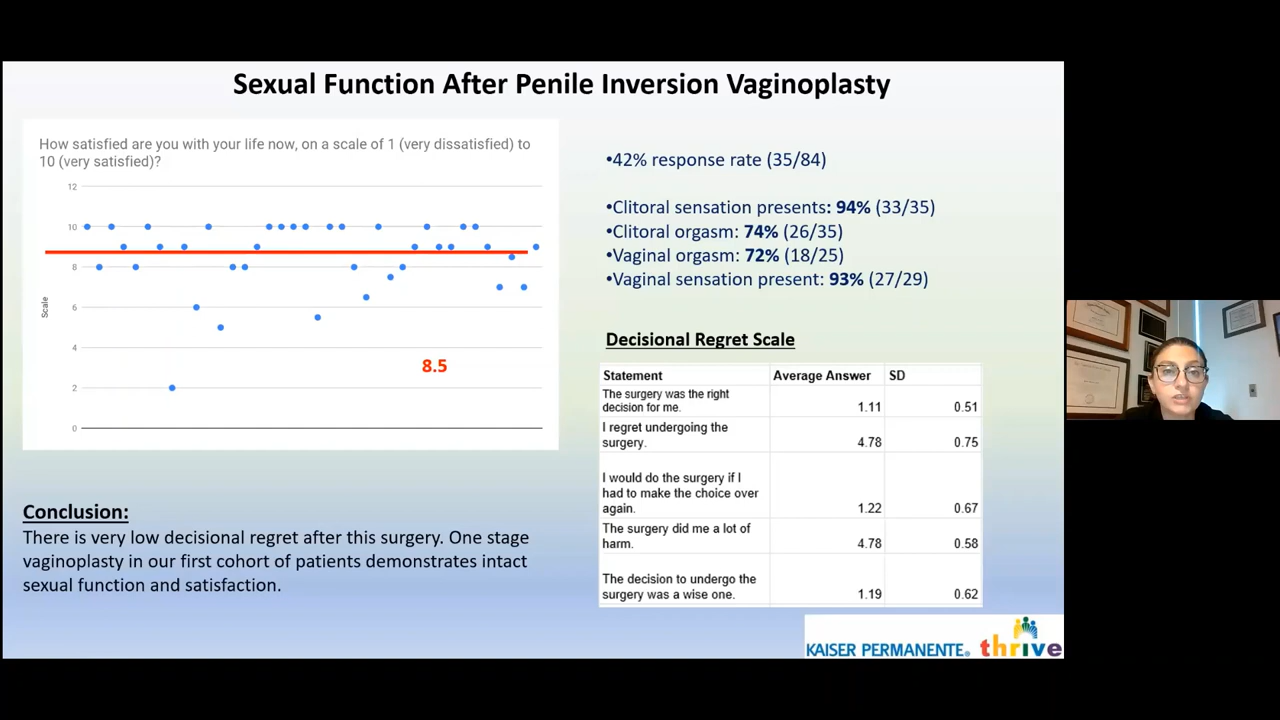 Sexual Function After Penile Inversion Vaginoplasty
How satisfied are you with your life now, on a scale of 1 (very dissatisfied) to
10 (very satisfied)?
12
10
8
6
4
2
0
Scale
8.5
Conclusion:
There is very low decisional regret after this surgery. One stage
vaginoplasty in our first cohort of patients demonstrates intact
sexual function and satisfaction.
•42% response rate (35/84)
•Clitoral sensation presents: 94% (33/35)
•Clitoral orgasm: 74% (26/35)
•Vaginal orgasm: 72% (18/25)
•Vaginal sensation present: 93% (27/29)
Decisional Regret Scale
Statement Average Answer SD
The surgery was the right
decision for me. 1.11 0.51
I regret undergoing the
surgery. 4.78 0.75
I would do the surgery if I
had to make the choice over
again. 1.22 0.67
The surgery did me a lot of
harm. 4.78 0.58
The decision to undergo the
surgery was a wise one. 1.19 0.62
KAISER PERMANENTE® thrive